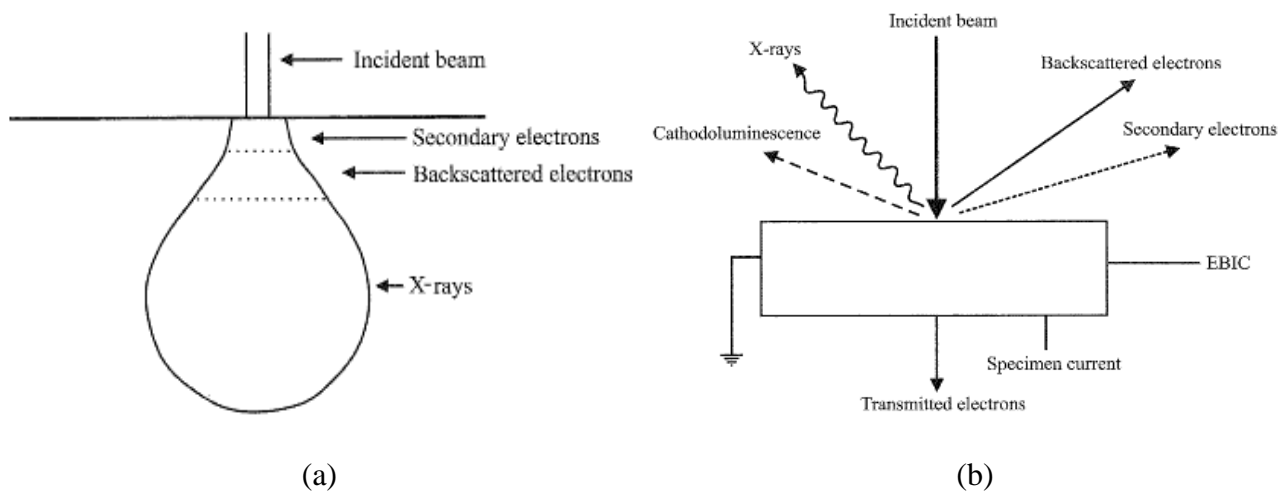 Incident beam
Secondary electrons
Backscattered electrons
X-rays
(a)
Incident beam
X-rays
Backscattered electrons
Cathodoluminescence
Secondary electrons
EBIC
Specimen current
Transmitted electrons
(b)